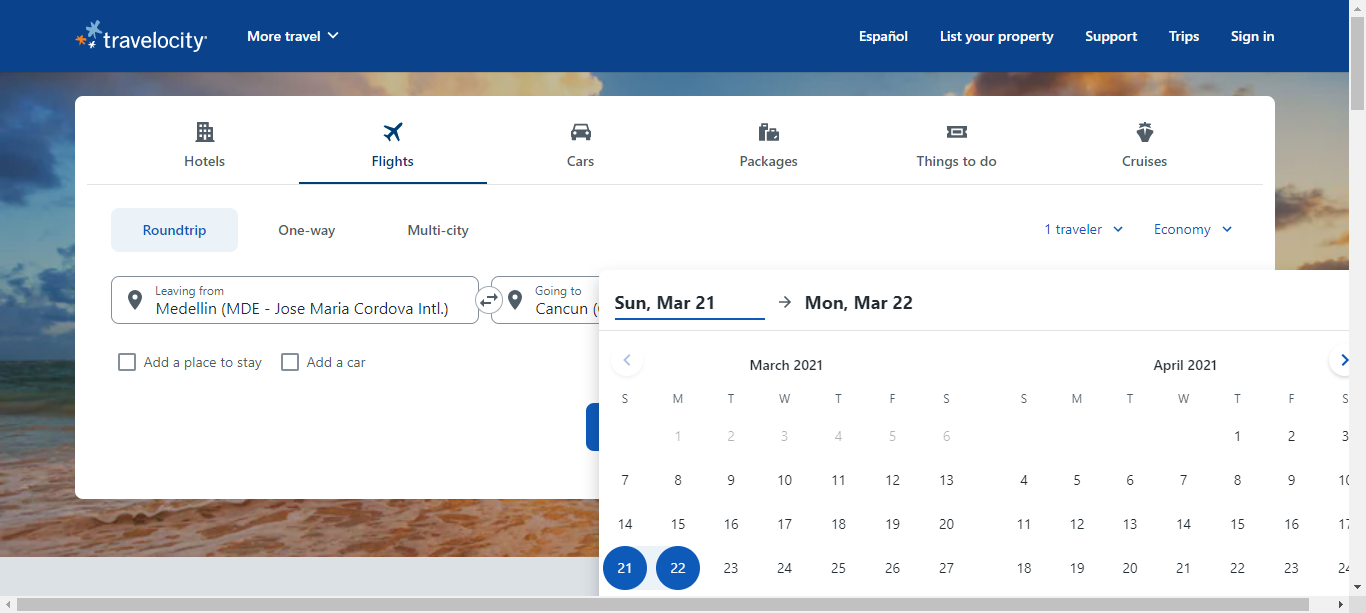 travelocity
More travel
Español
List your property
Support
Trips
Sign in
Hotels
Flights
Cars
Packages
Things to do
Cruises
Roundtrip
One-way
Multi-city
1 traveler
Economy
Leaving from
Medellin (MDE - Jose Maria Cordova Intl.)
Going to
Cancun (
Sun, Mar 21
Mon, Mar 22
Add a place to stay
Add a car
March 2021
S M T W T F S
1 2 3 4 5 6
7 8 9 10 11 12 13
14 15 16 17 18 19 20
21 22 23 24 25 26 27
April 2021
S M T W T F S
1 2 3
4 5 6 7 8 9 10
11 12 13 14 15 16 17
18 19 20 21 22 23 24